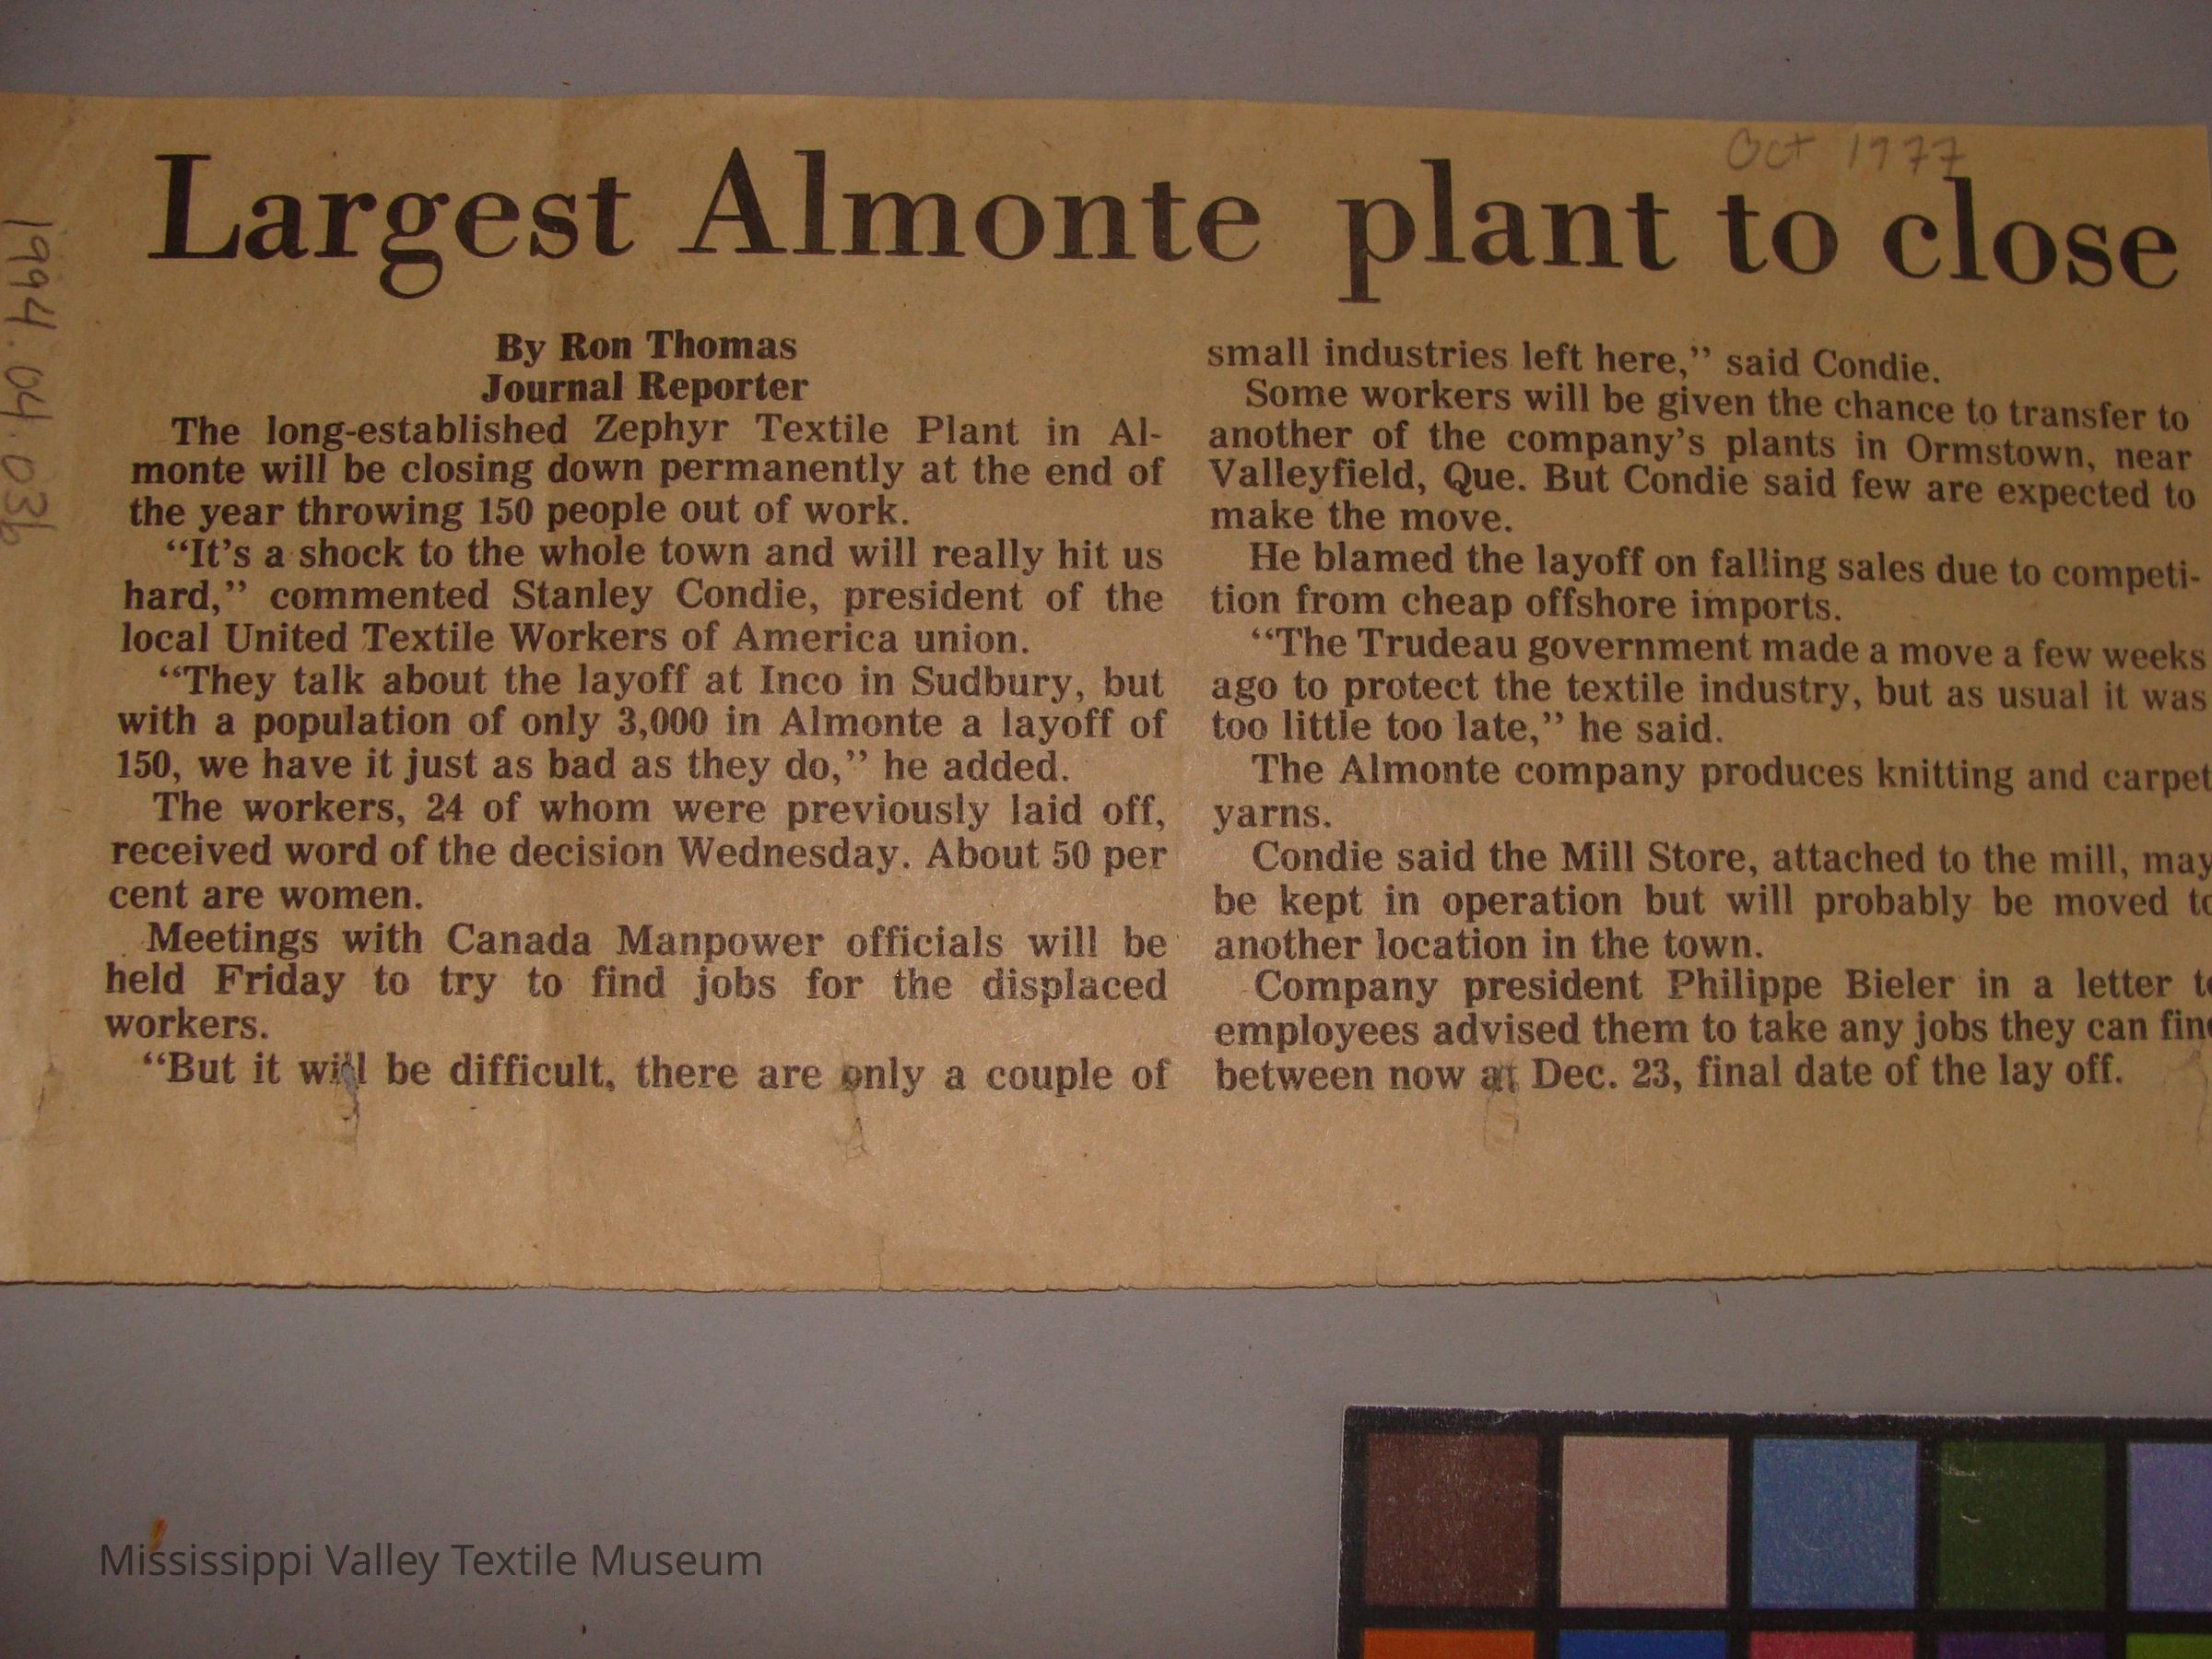 Oct 1977
Largest Almonte plant to close
1994.04.03b
By Ron Thomas
Journal Reporter
The long-established Zephyr Textile Plant in Al-
monte will be closing down permanently at the end of
the year throwing 150 people out of work.
“It’s a shock to the whole town and will really hit us
hard,” commented Stanley Condie, president of the
local United Textile Workers of America union.
“They talk about the layoff at Inco in Sudbury, but
with a population of only 3,000 in Almonte a layoff of
150, we have it just as bad as they do,” he added.
The workers, 24 of whom were previously laid off,
received word of the decision Wednesday. About 50 per
cent are women.
Meetings with Canada Manpower officials will be
held Friday to try to find jobs for the displaced
workers.
“But it will be difficult, there are only a couple of
small industries left here,” said Condie.
Some workers will be given the chance to transfer to
another of the company’s plants in Ormstown, near
Valleyfield, Que. But Condie said few are expected to
make the move.
He blamed the layoff on falling sales due to competi-
tion from cheap offshore imports.
“The Trudeau government made a move a few weeks
ago to protect the textile industry, but as usual it was
too little too late,” he said.
The Almonte company produces knitting and carpet
yarns.
Condie said the Mill Store, attached to the mill, may
be kept in operation but will probably be moved to
another location in the town.
Company president Philippe Bieler in a letter to
employees advised them to take any jobs they can find
between now at Dec. 23, final date of the lay off.
Mississippi Valley Textile Museum